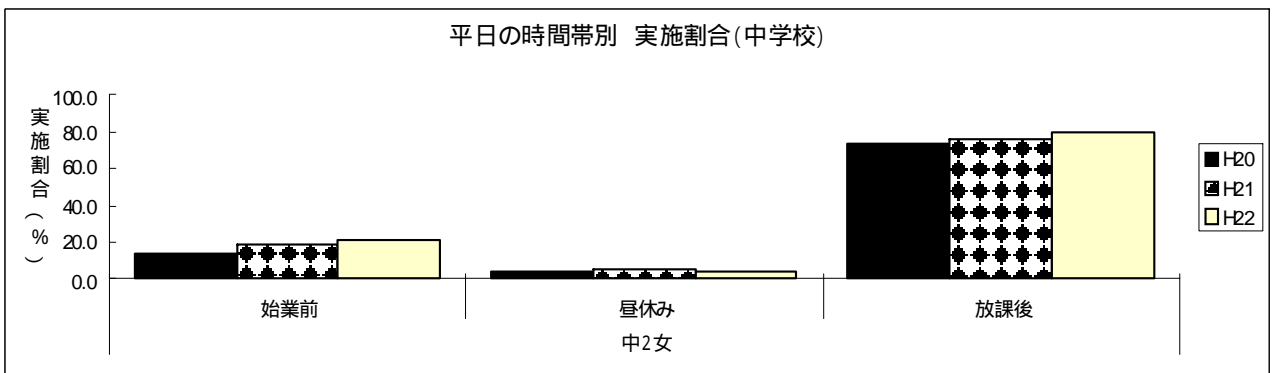 平日の時間帯別 実施割合(中学校)
実施割合(%)
100.0
80.0
60.0
40.0
20.0
0.0
始業前
昼休み
放課後
中2女
H20
H21
H22